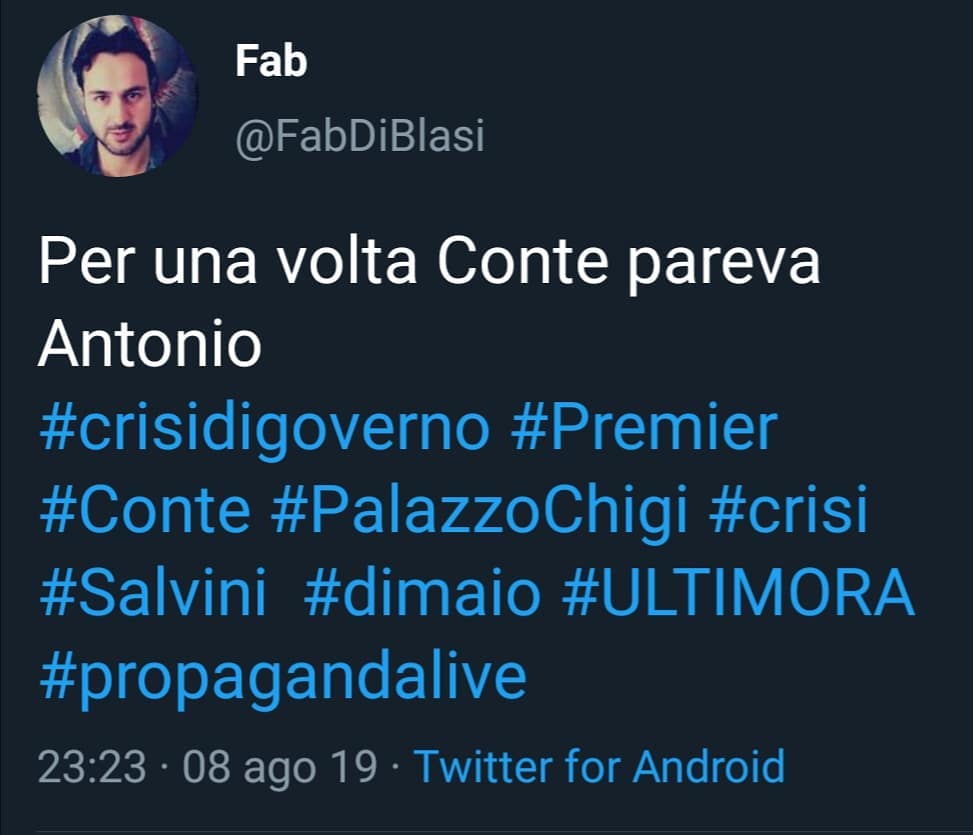 Fab
@FabDiBlasi
Per una volta Conte pareva
Antonio
#crisidigoverno #Premier
#Conte #PalazzoChigi #crisi
#Salvini #dimaio #ULTIMORA
#propagandalive
23:23 · 08 ago 19 · Twitter for Android